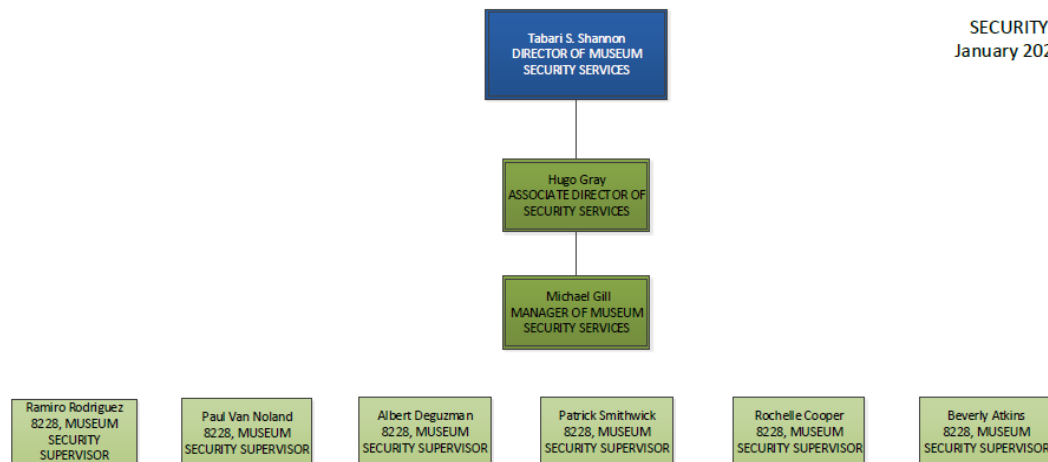 SECURITY
January 202
Tabari S. Shannon
DIRECTOR OF MUSEUM
SECURITY SERVICES
Hugo Gray
ASSOCIATE DIRECTOR OF
SECURITY SERVICES
Michael Gill
MANAGER OF MUSEUM
SECURITY SERVICES
Ramiro Rodriguez
8228, MUSEUM
SECURITY
SUPERVISOR
Paul Van Noland
8228, MUSEUM
SECURITY SUPERVISOR
Albert Deguzman
8228, MUSEUM
SECURITY SUPERVISOR
Patrick Smithwick
8228, MUSEUM
SECURITY SUPERVISOR
Rochelle Cooper
8228, MUSEUM
SECURITY SUPERVISOR
Beverly Atkins
8228, MUSEUM
SECURITY SUPERVISOR